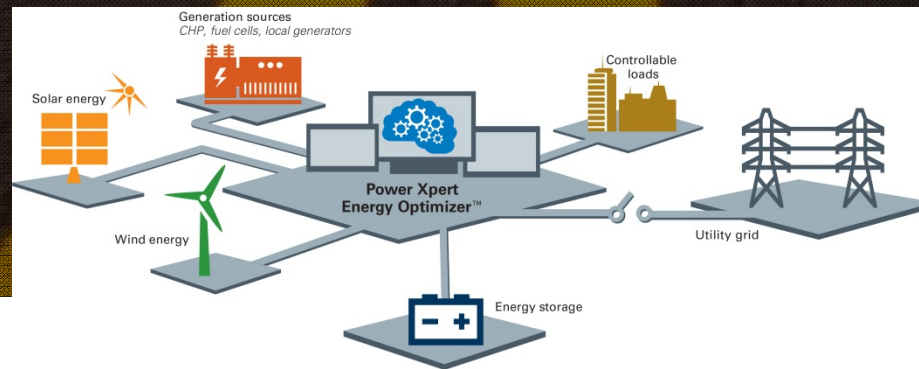 Generation sources
CHP, fuel cells, local generators
Controllable
loads
Solar energy
Power Xpert
Energy Optimizer™
Wind energy
Utility grid
Energy storage